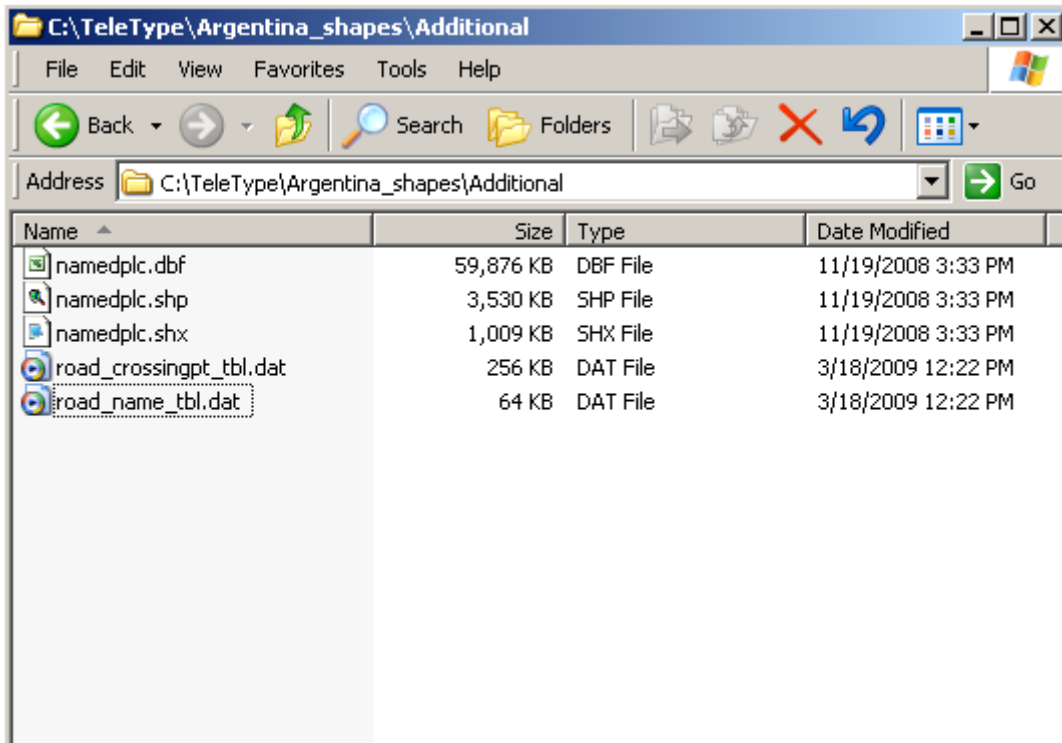 C:\TeleType\Argentina_shapes\Additional
File Edit View Favorites Tools Help
Back Search Folders
Address C:\TeleType\Argentina_shapes\Additional Go
Name Size Type Date Modified
namedplc.dbf 59,876 KB DBF File 11/19/2008 3:33 PM
namedplc.shp 3,530 KB SHP File 11/19/2008 3:33 PM
namedplc.shx 1,009 KB SHX File 11/19/2008 3:33 PM
road_crossingpt_tbl.dat 256 KB DAT File 3/18/2009 12:22 PM
road_name_tbl.dat 64 KB DAT File 3/18/2009 12:22 PM